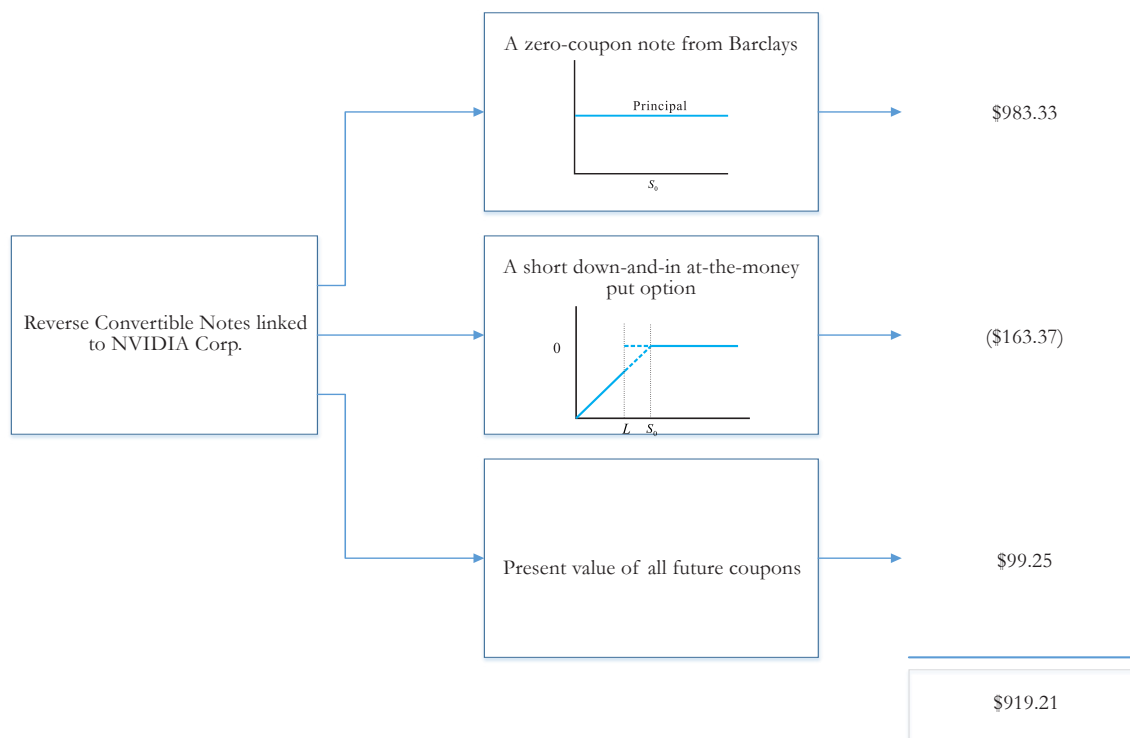 A zero-coupon note from Barclays
Principal
S₀
$983.33
Reverse Convertible Notes linked
to NVIDIA Corp.
A short down-and-in at-the-money
put option
0
L S₀
($163.37)
Present value of all future coupons
$99.25
$919.21